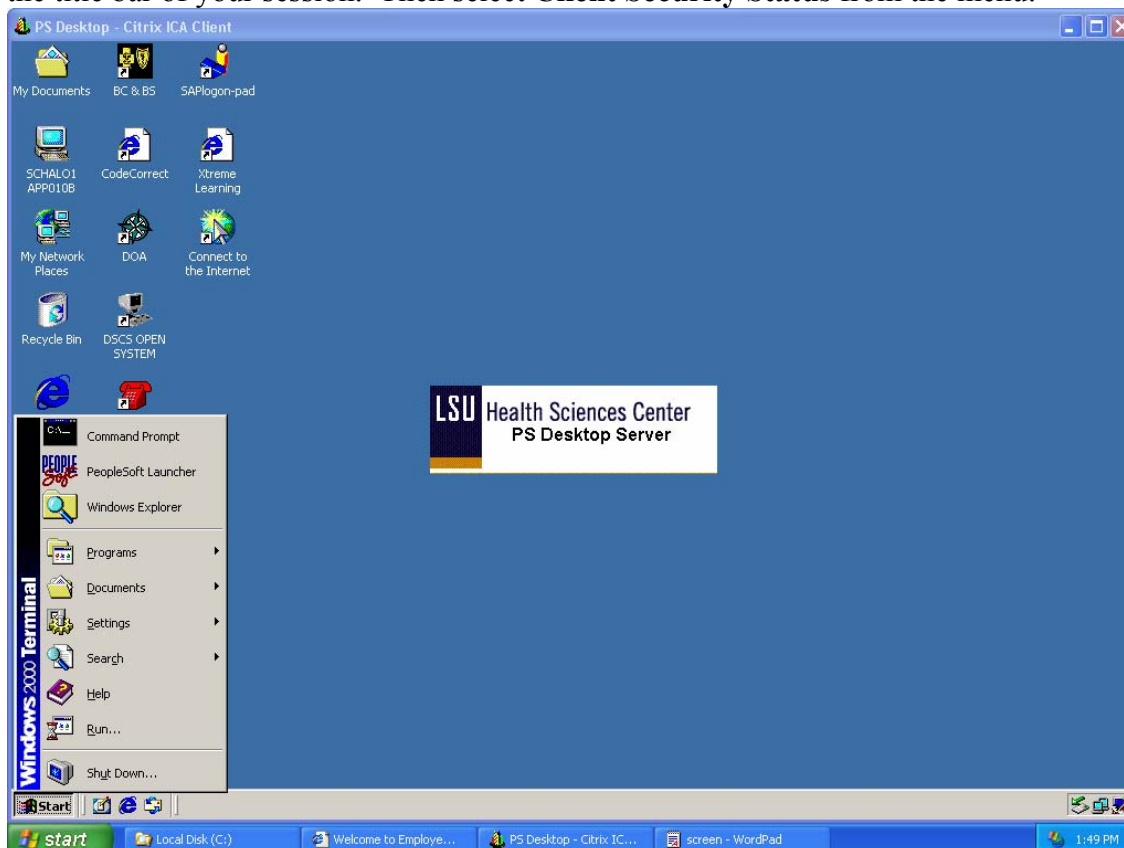 the title bar of your session. Then select Client Security Status from the menu.
PS Desktop - Citrix ICA Client
My Documents
BC & BS
SAPlogon-pad
SCHALO1
APP010B
CodeCorrect
Xtreme
Learning
My Network
Places
DOA
Connect to
the Internet
Recycle Bin
DSCS OPEN
SYSTEM
LSU Health Sciences Center
PS Desktop Server
Windows 2000 Terminal
C:\_
Command Prompt
PEOPLE
Soft
PeopleSoft Launcher
Windows Explorer
Programs
Documents
Settings
Search
Help
Run...
Shut Down...
Start
start
Local Disk (C:)
Welcome to Employe...
PS Desktop - Citrix IC...
screen - WordPad
1:49 PM